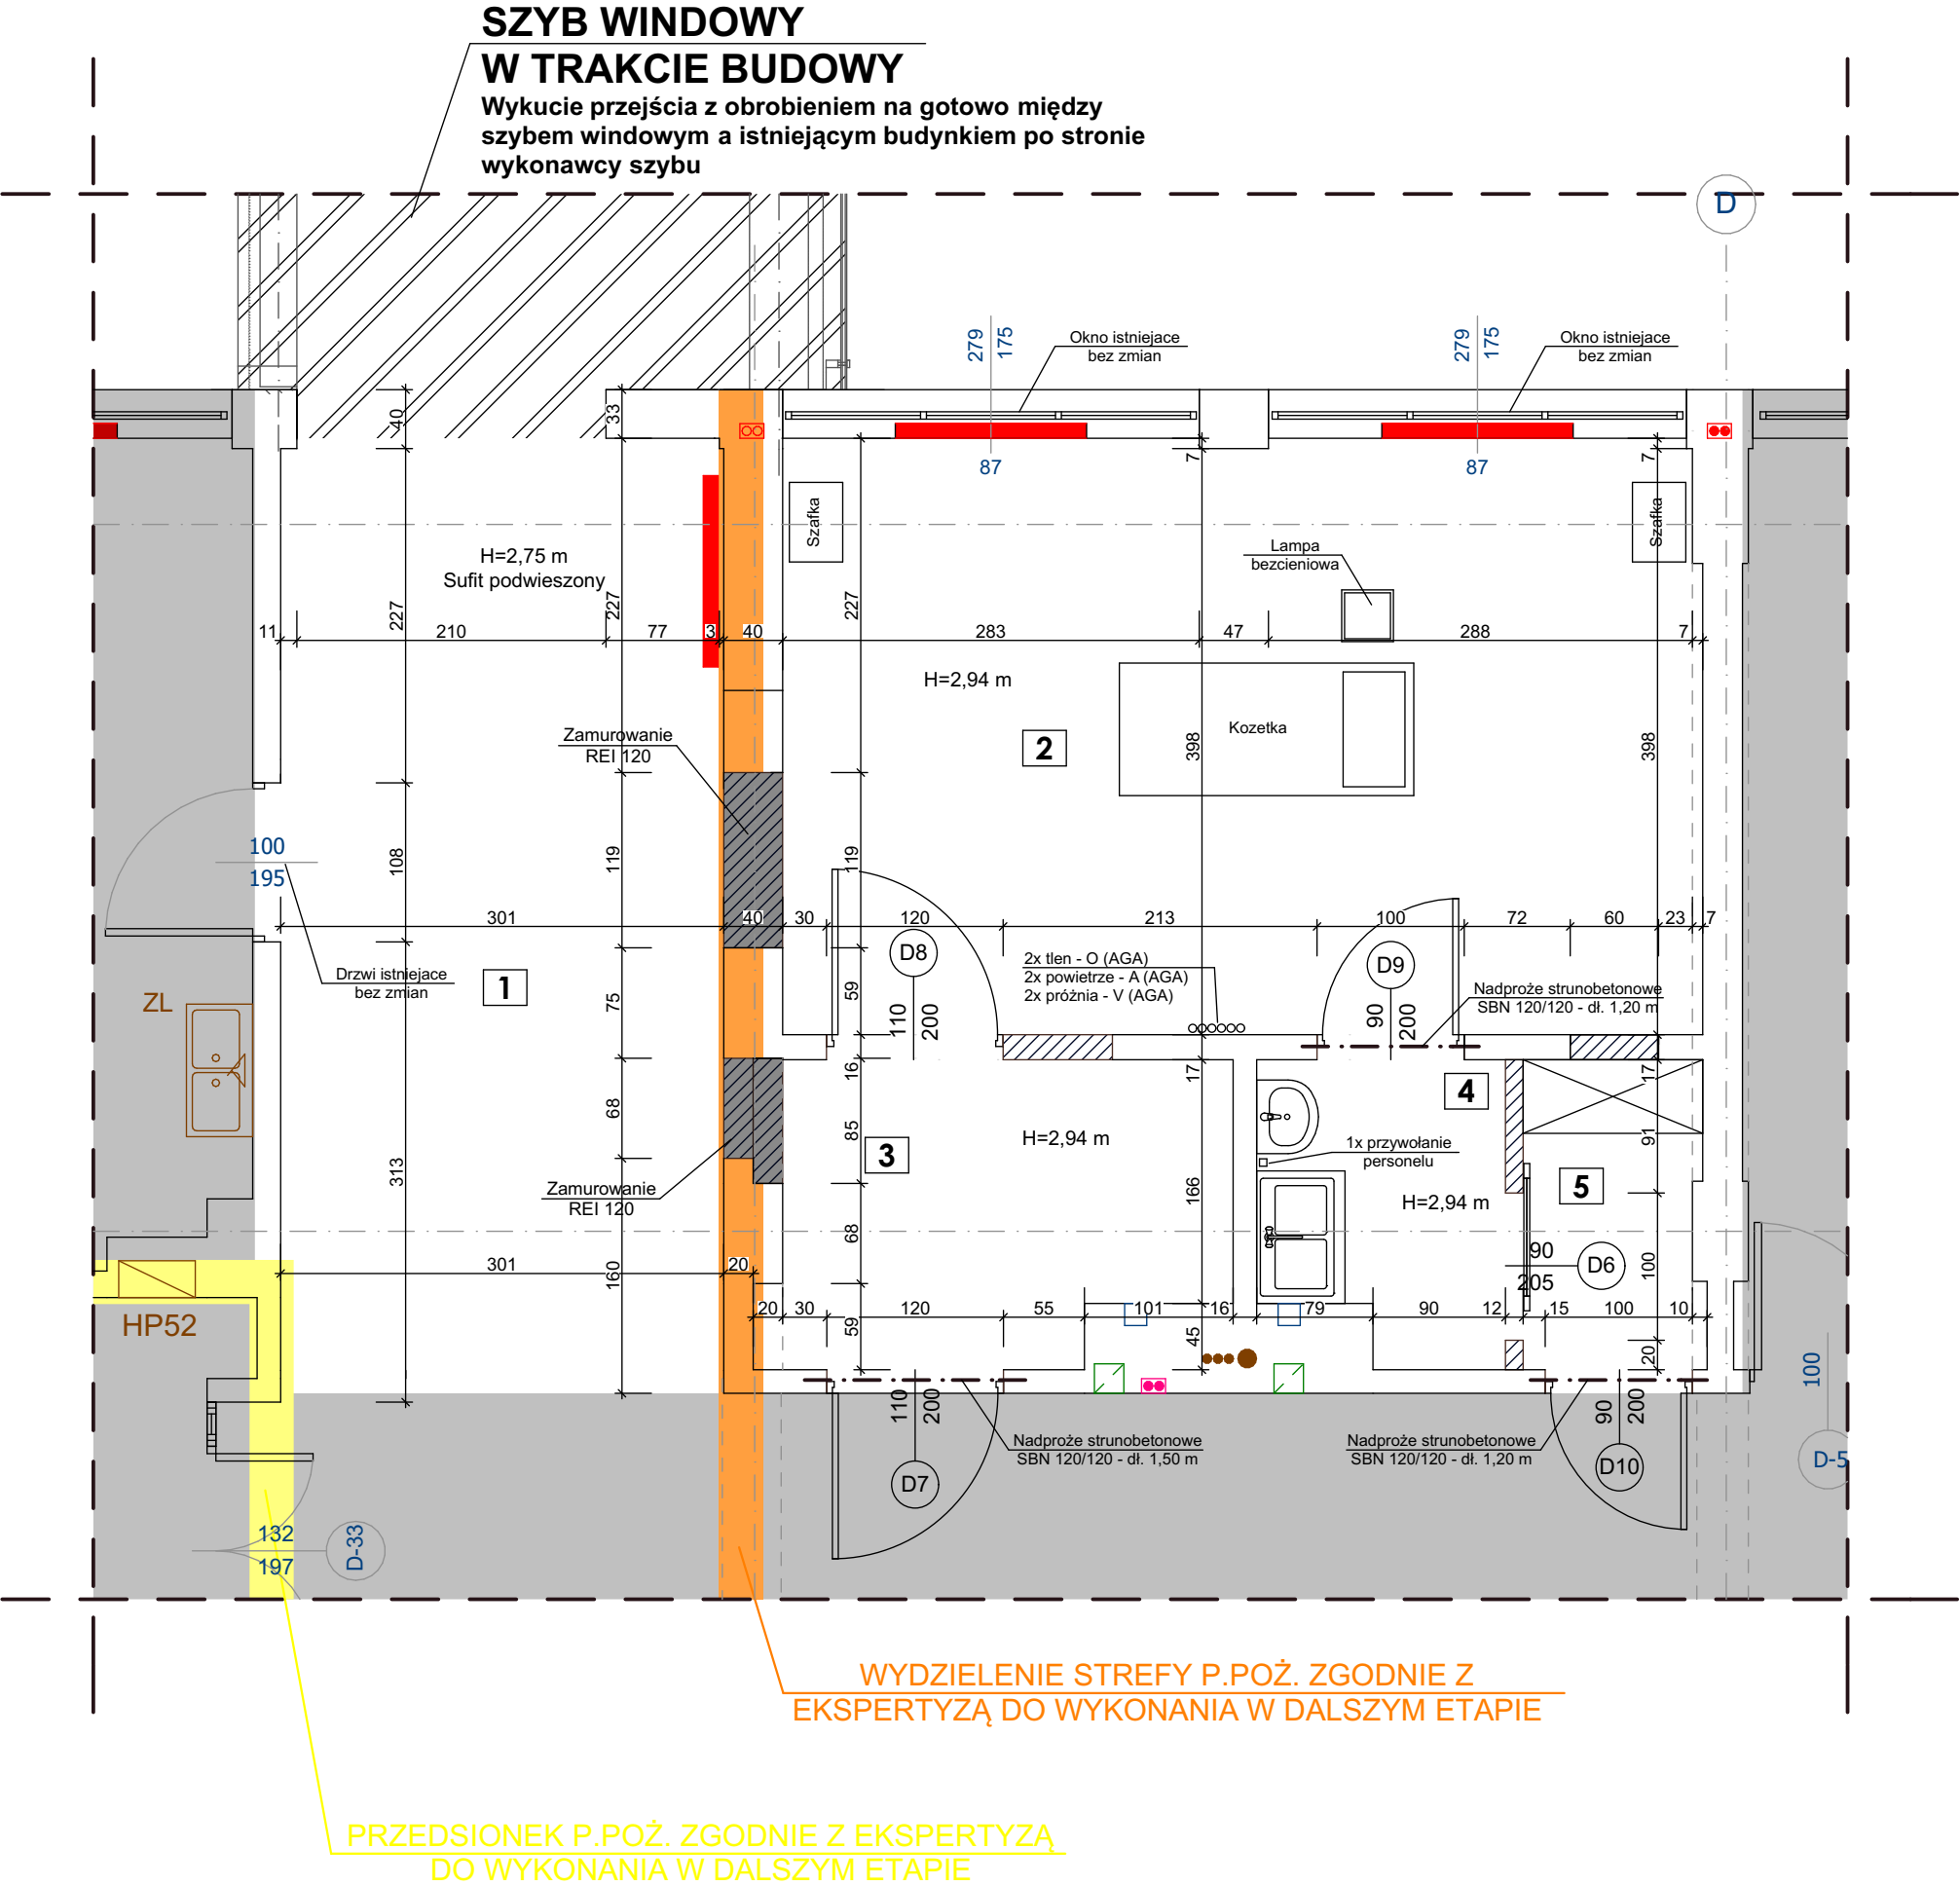 SZYB WINDOWY
W TRAKCIE BUDOWY
Wykucie przejścia z obrobieniem na gotowo między
szybem windowym a istniejącym budynkiem po stronie
wykonawcy szybu
D
279
175
Okno istniejace
bez zmian
279
175
Okno istniejace
bez zmian
40
33
87
87
7
7
Szafka
Szafka
H=2,75 m
Sufit podwieszony
Lampa
bezcieniowa
227
227
227
11
210
77
3
40
283
47
288
7
H=2,94 m
Zamurowanie
REI 120
2
Kozetka
398
398
100
195
108
119
119
301
40
30
120
213
100
72
60
23
7
Drzwi istniejace
bez zmian
1
ZL
75
59
D8
110
200
2x tlen - O (AGA)
2x powietrze - A (AGA)
2x próżnia - V (AGA)
D9
90
200
Nadproże strunobetonowe
SBN 120/120 - dł. 1,20 m
16
17
17
68
85
3
H=2,94 m
4
1x przywołanie
personelu
91
313
Zamurowanie
REI 120
68
166
H=2,94 m
5
301
20
160
90
205
D6
100
HP52
20
30
120
55
101
16
79
90
12
15
100
10
59
45
20
110
200
90
200
100
Nadproże strunobetonowe
SBN 120/120 - dł. 1,50 m
Nadproże strunobetonowe
SBN 120/120 - dł. 1,20 m
D7
D10
D-5
132
197
D-33
WYDZIELENIE STREFY P.POŻ. ZGODNIE Z
EKSPERTYZĄ DO WYKONANIA W DALSZYM ETAPIE
PRZEDSIONEK P.POŻ. ZGODNIE Z EKSPERTYZĄ
DO WYKONANIA W DALSZYM ETAPIE